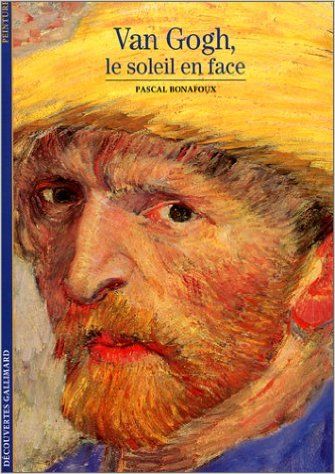 Van Gogh,
le soleil en face
PASCAL BONAFOUX
PEINTURE
DÉCOUVERTES GALLIMARD